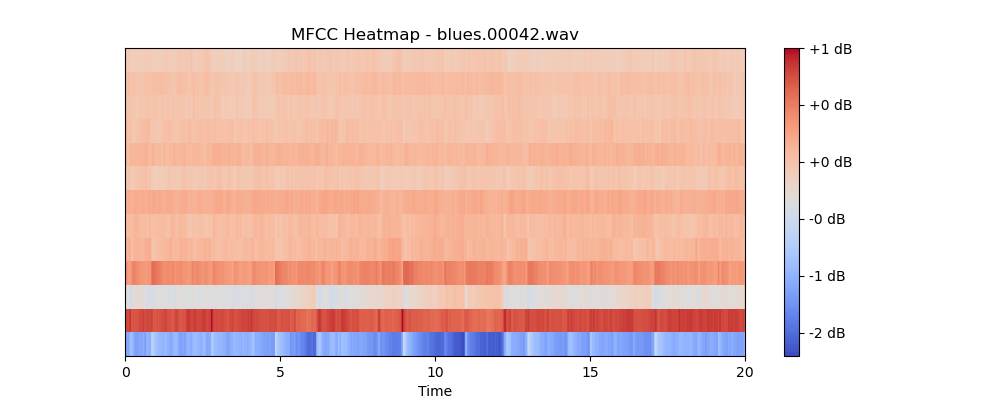 MFCC Heatmap - blues.00042.wav
+1 dB
+0 dB
+0 dB
-0 dB
-1 dB
-2 dB
0 5 10 15 20
Time